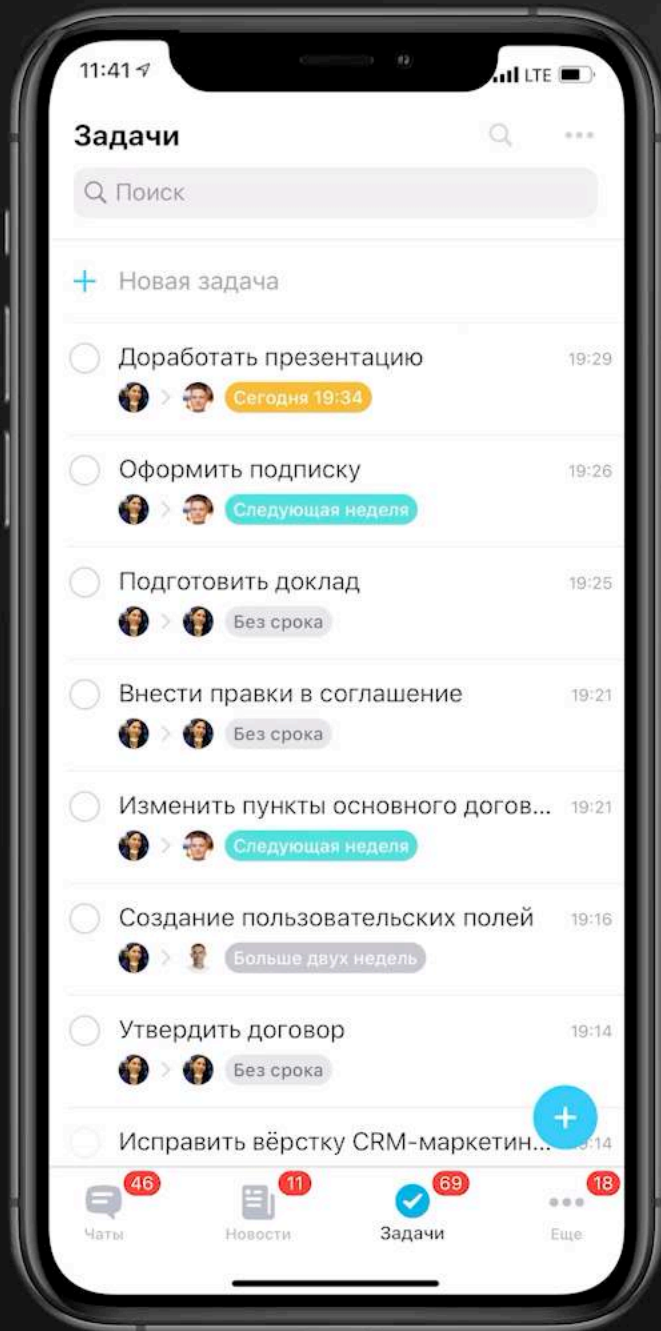 11:41
LTE
Задачи
Поиск
Новая задача
Доработать презентацию 19:29
Сегодня 19:34
Оформить подписку 19:26
Следующая неделя
Подготовить доклад 19:25
Без срока
Внести правки в соглашение 19:21
Без срока
Изменить пункты основного догов... 19:21
Следующая неделя
Создание пользовательских полей 19:16
Больше двух недель
Утвердить договор 19:14
Без срока
Исправить вёрстку CRM-маркетин... :14
46 11 69 18
Чаты Новости Задачи Еще